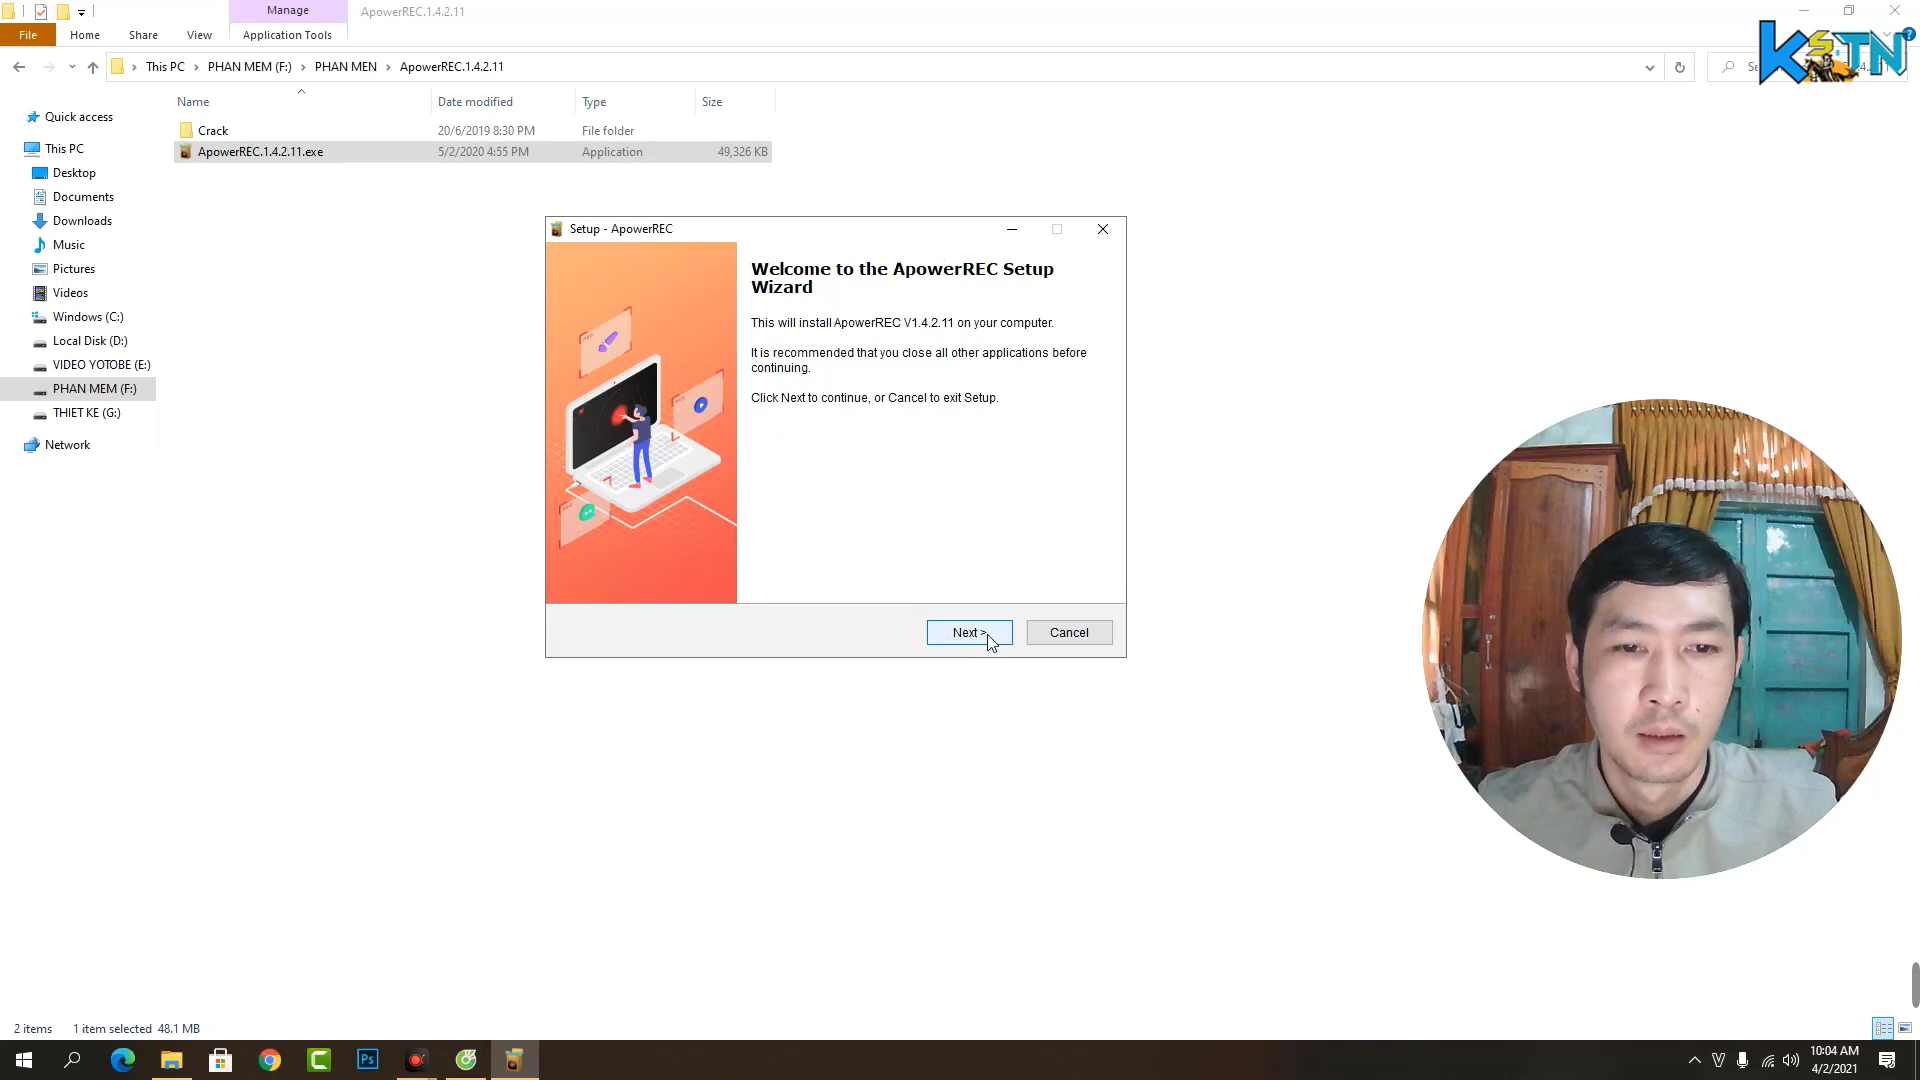 Manage
ApowerREC.1.4.2.11
File
Home
Share
View
Application Tools
This PC
PHAN MEM (F:)
PHAN MEN
ApowerREC.1.4.2.11
KSTN
Name
Date modified
Type
Size
Crack
20/6/2019 8:30 PM
File folder
ApowerREC.1.4.2.11.exe
5/2/2020 4:55 PM
Application
49,326 KB
Quick access
This PC
Desktop
Documents
Downloads
Music
Pictures
Videos
Windows (C:)
Local Disk (D:)
VIDEO YOTOBE (E:)
PHAN MEM (F:)
THIET KE (G:)
Network
Setup - ApowerREC
Welcome to the ApowerREC Setup
Wizard
This will install ApowerREC V1.4.2.11 on your computer.
It is recommended that you close all other applications before
continuing.
Click Next to continue, or Cancel to exit Setup.
Next >
Cancel
2 items
1 item selected 48.1 MB
Ps
10:04 AM
4/2/2021